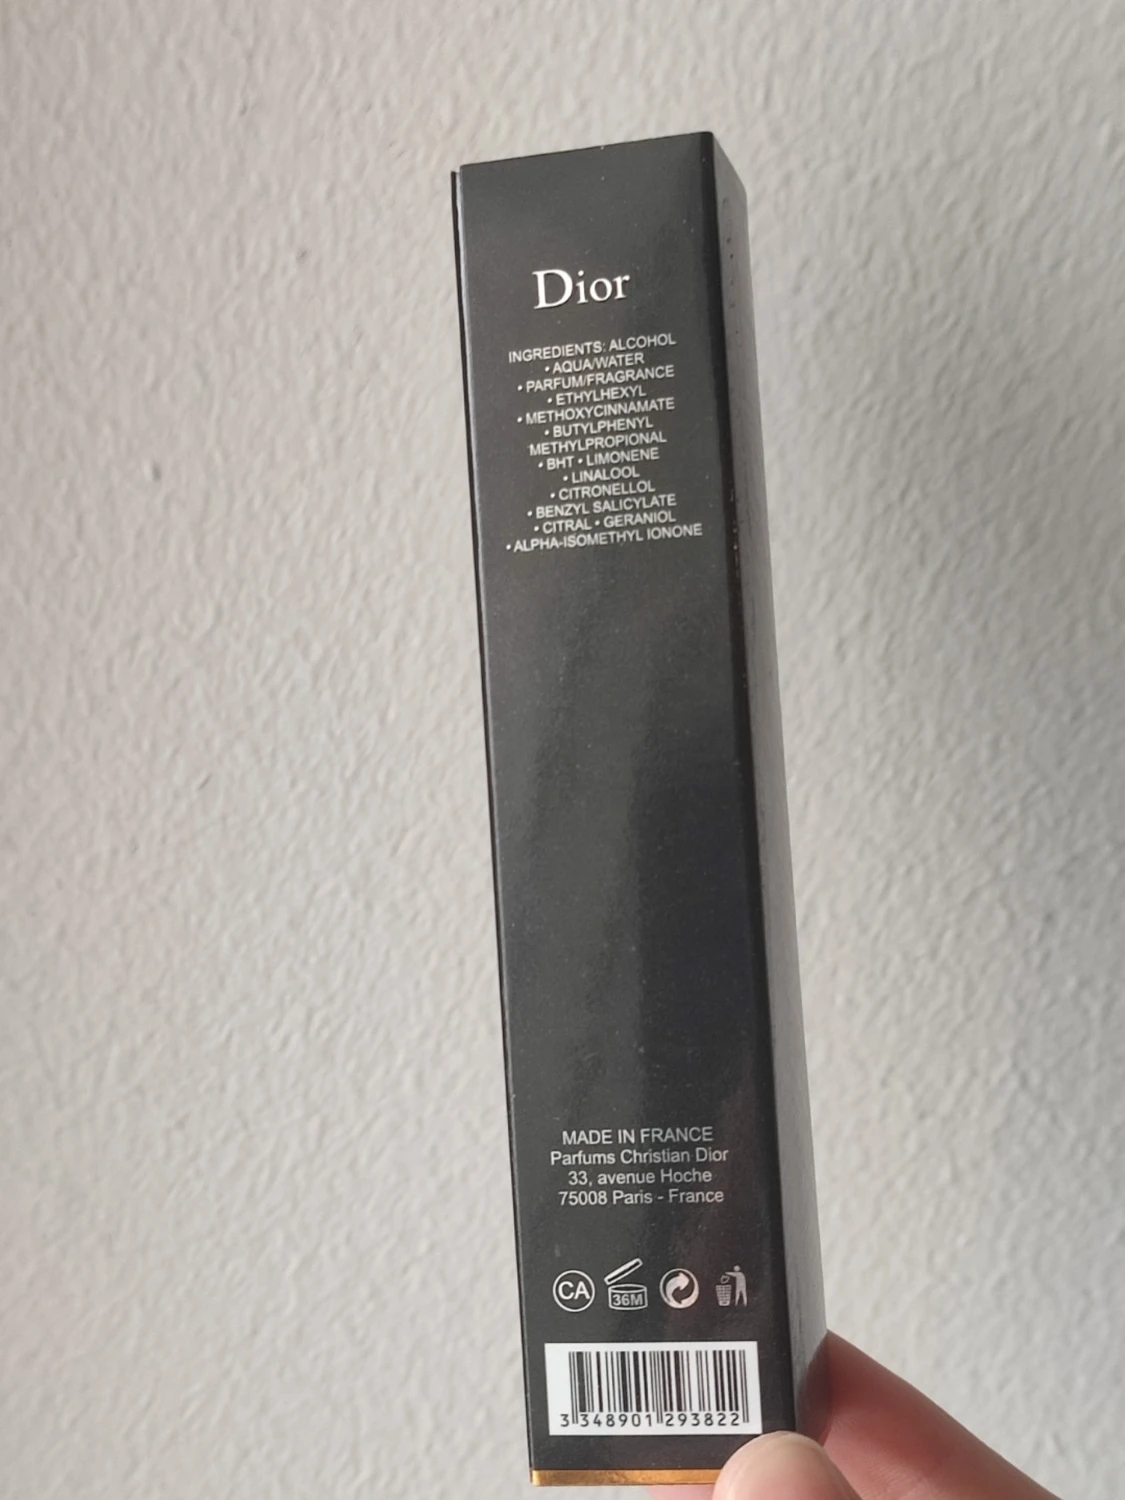 Dior
INGREDIENTS: ALCOHOL
• AQUA/WATER
• PARFUM/FRAGRANCE
• ETHYLHEXYL
• METHOXYCINNAMATE
• BUTYLPHENYL
METHYLPROPIONAL
• BHT • LIMONENE
• LINALOOL
• CITRONELLOL
• BENZYL SALICYLATE
• CITRAL • GERANIOL
• ALPHA-ISOMETHYL IONONE
MADE IN FRANCE
Parfums Christian Dior
33, avenue Hoche
75008 Paris - France
CA 36M
3 348901 293822